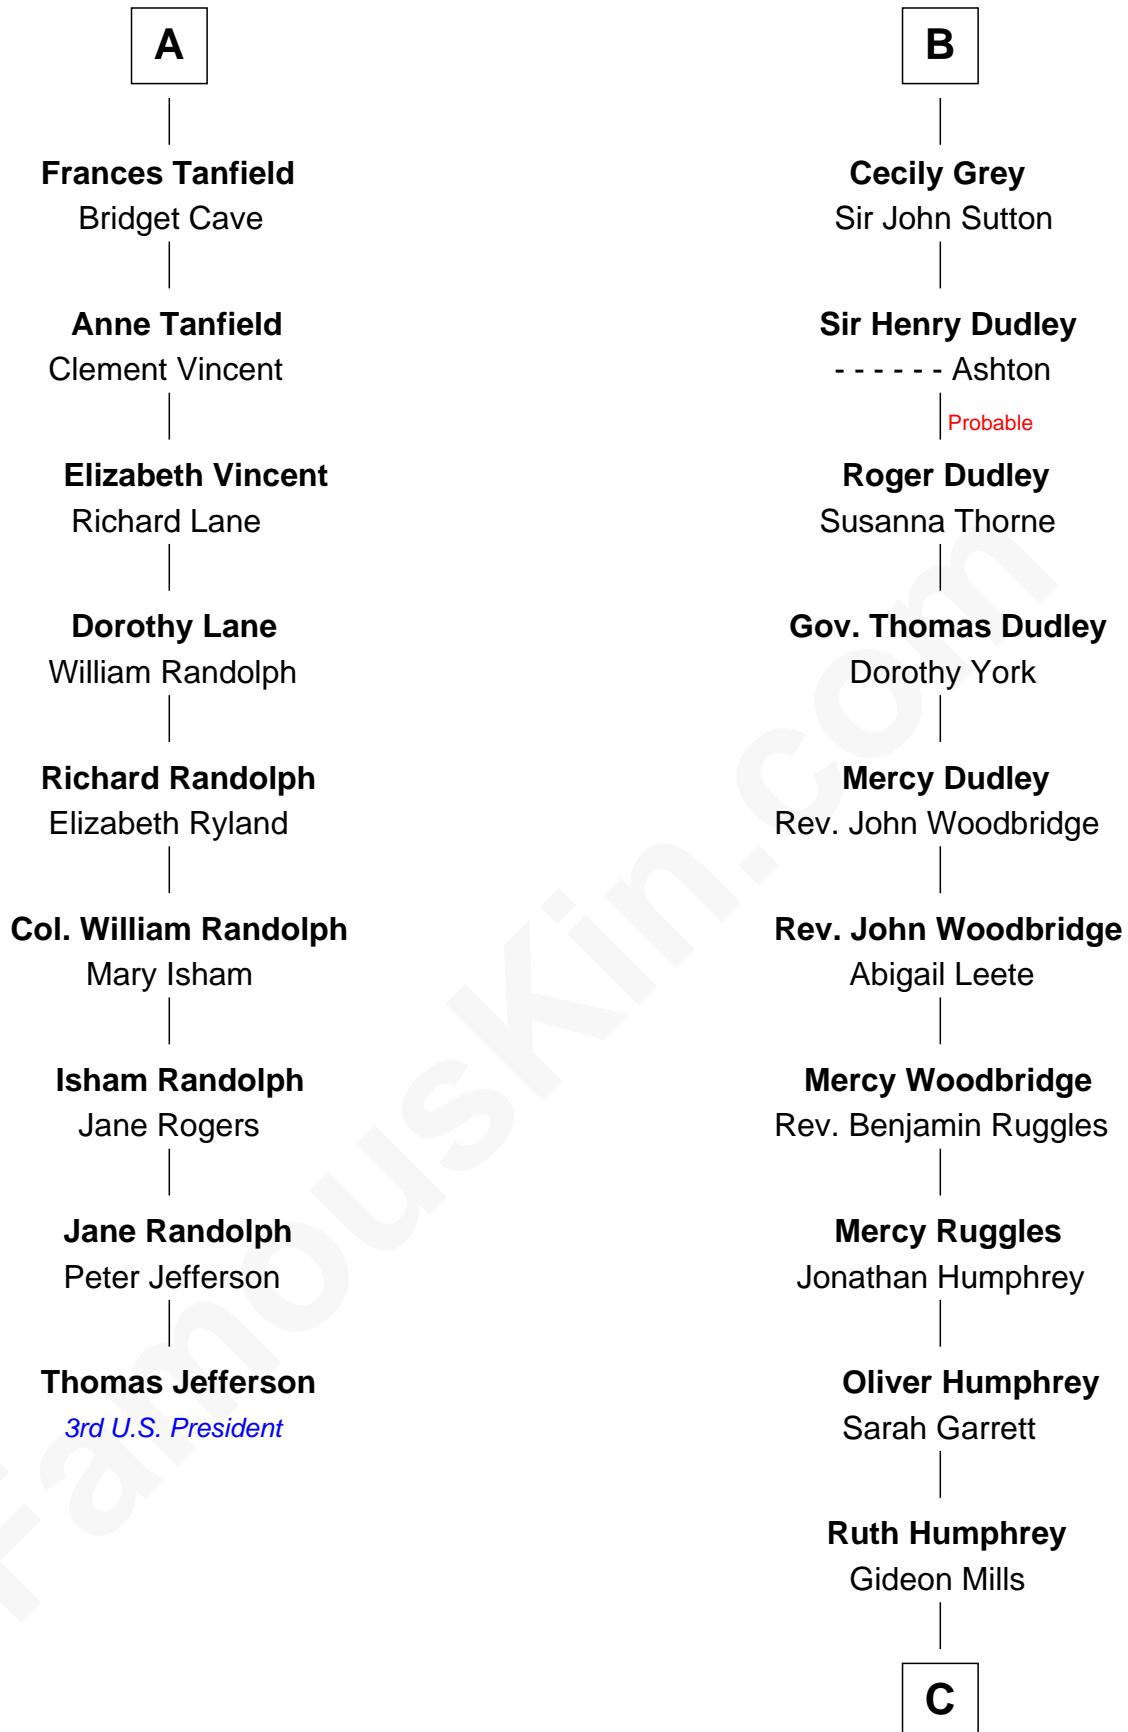 A
Frances Tanfield
Bridget Cave
Anne Tanfield
Clement Vincent
Elizabeth Vincent
Richard Lane
Dorothy Lane
William Randolph
Richard Randolph
Elizabeth Ryland
Col. William Randolph
Mary Isham
Isham Randolph
Jane Rogers
Jane Randolph
Peter Jefferson
Thomas Jefferson
3rd U.S. President
B
Cecily Grey
Sir John Sutton
Sir Henry Dudley
- - - - - - Ashton
Probable
Roger Dudley
Susanna Thorne
Gov. Thomas Dudley
Dorothy York
Mercy Dudley
Rev. John Woodbridge
Rev. John Woodbridge
Abigail Leete
Mercy Woodbridge
Rev. Benjamin Ruggles
Mercy Ruggles
Jonathan Humphrey
Oliver Humphrey
Sarah Garrett
Ruth Humphrey
Gideon Mills
C
FamousKin.com